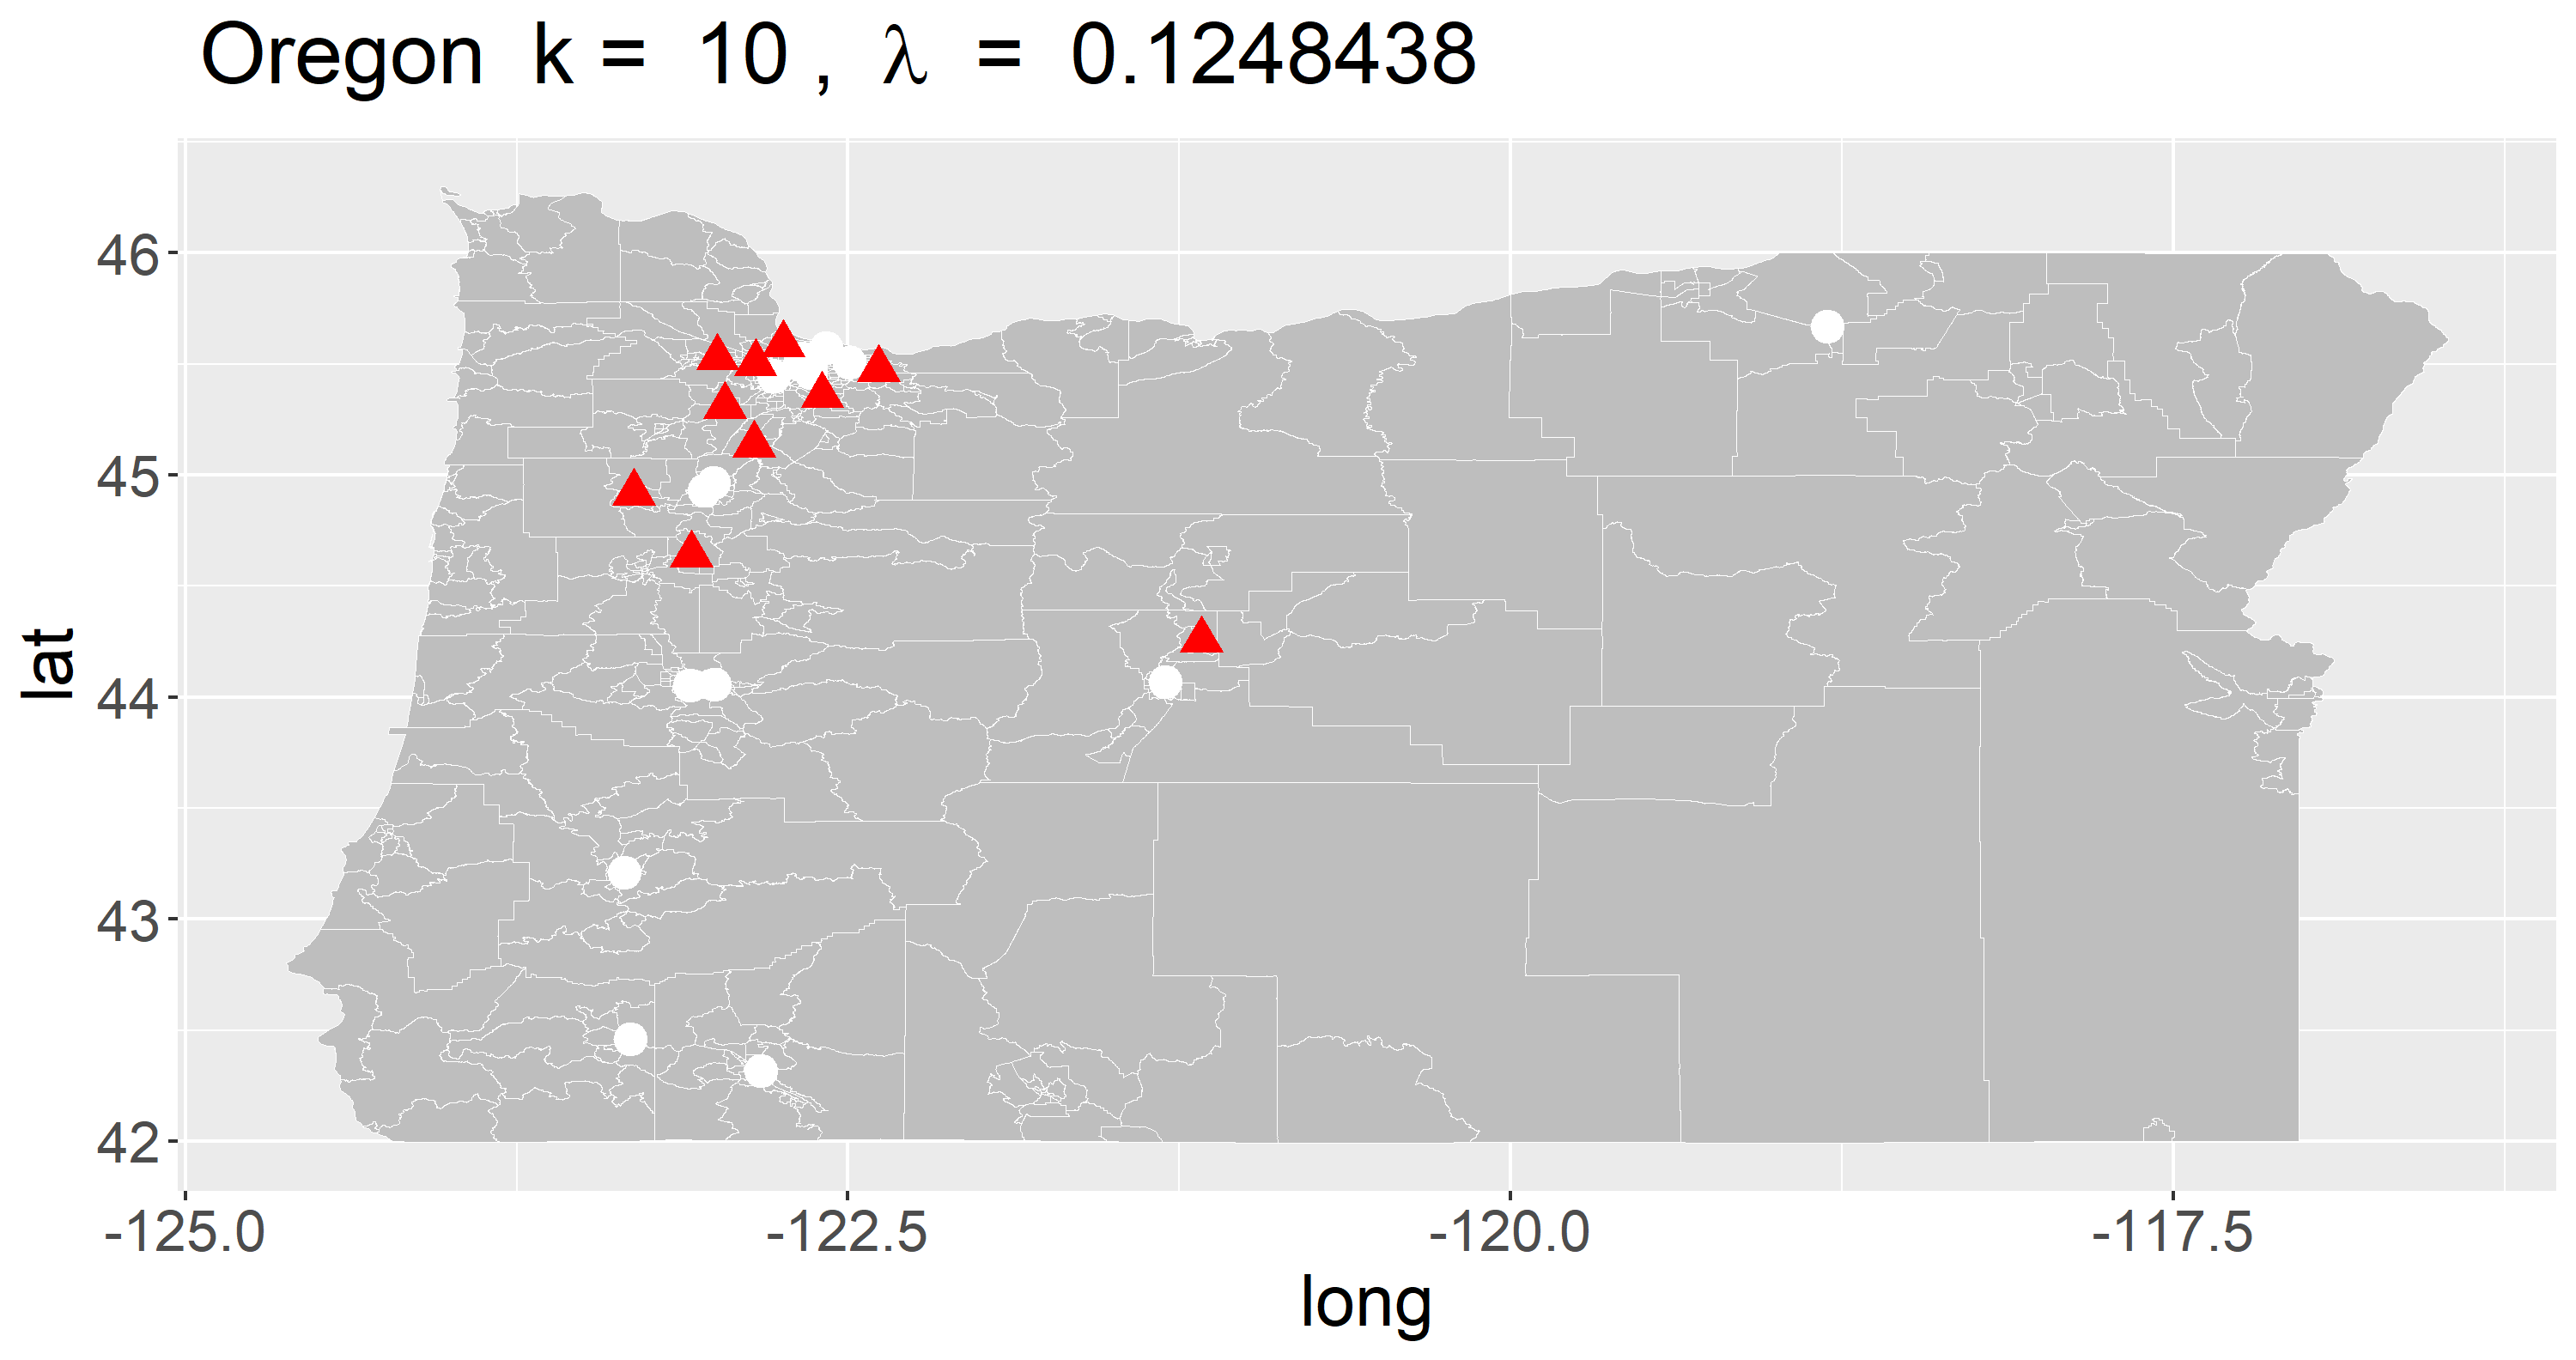 Oregon k = 10 , λ = 0.1248438
46
45
44
43
42
lat
-125.0 -122.5 -120.0 -117.5
long